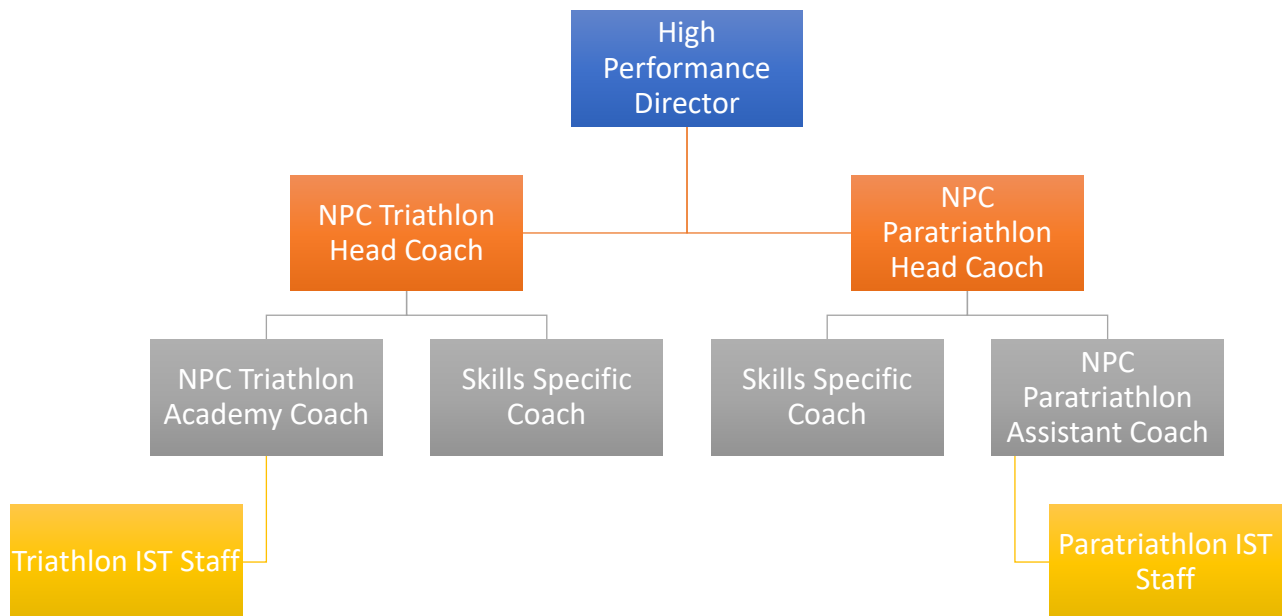 High
Performance
Director
NPC Triathlon
Head Coach
NPC
Paratriathlon
Head Caoch
NPC Triathlon
Academy Coach
Skills Specific
Coach
Skills Specific
Coach
NPC
Paratriathlon
Assistant Coach
Triathlon IST Staff
Paratriathlon IST
Staff